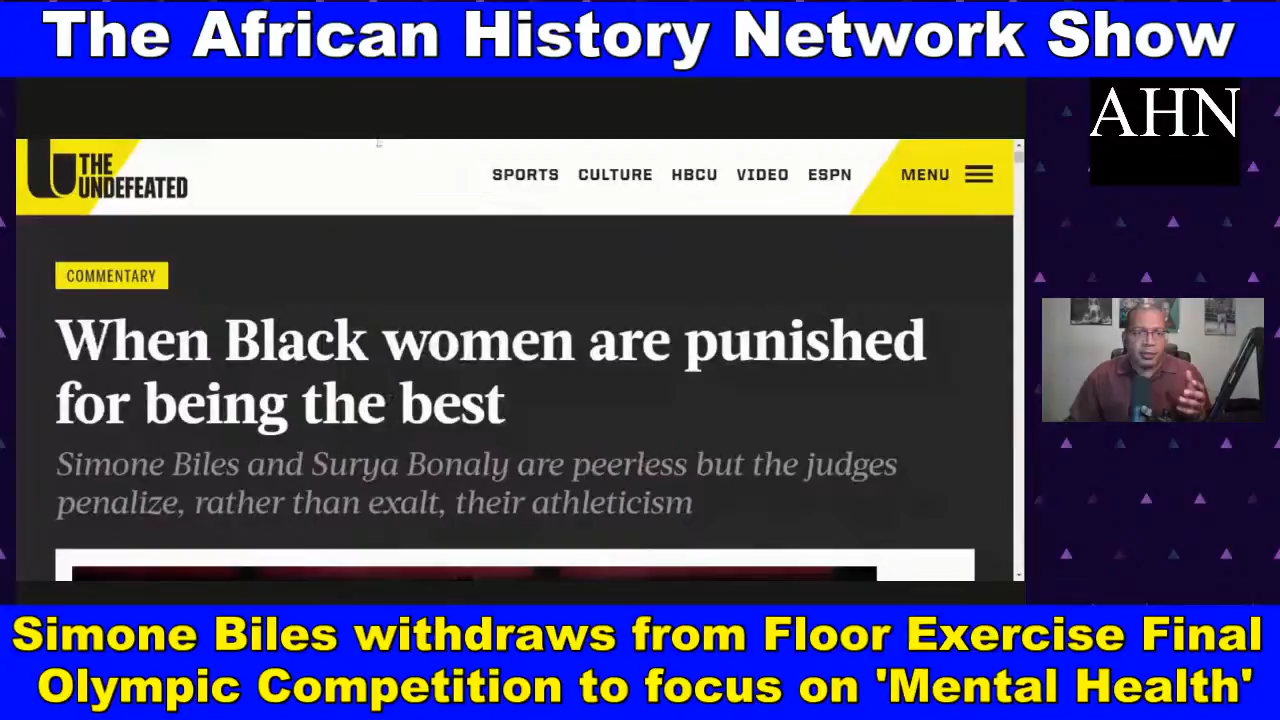 The African History Network Show
AHN
THE
UNDEFEATED
SPORTS CULTURE HBCU VIDEO ESPN
MENU
COMMENTARY
When Black women are punished
for being the best
Simone Biles and Surya Bonaly are peerless but the judges
penalize, rather than exalt, their athleticism
Simone Biles withdraws from Floor Exercise Final
Olympic Competition to focus on 'Mental Health'